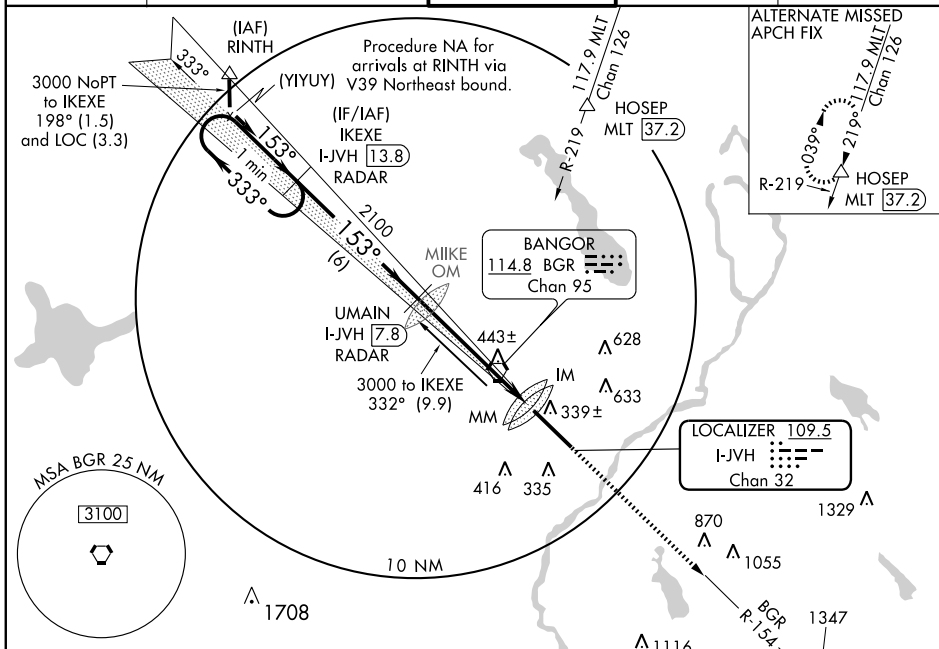 (IAF)
RINTH
333°
3000 NoPT
to IKEXE
198° (1.5)
and LOC (3.3)
(YIYUY)
Procedure NA for
arrivals at RINTH via
V39 Northeast bound.
(IF/IAF)
IKEXE
I-JVH 13.8
RADAR
153°
1 min
333°
153°
2100
(6)
MIIKE
OM
UMAIN
I-JVH 7.8
RADAR
3000 to IKEXE
332° (9.9)
117.9 MLT
Chan 126
HOSEP
MLT 37.2
R-219
BANGOR
114.8 BGR
Chan 95
443±
628
633
IM
MM
339±
416
335
LOCALIZER 109.5
I-JVH
Chan 32
1329
870
1055
10 NM
BGR
R-154
1347
1116
1708
MSA BGR 25 NM
3100
ALTERNATE MISSED
APCH FIX
117.9 MLT
Chan 126
039°
219°
R-219
HOSEP
MLT 37.2